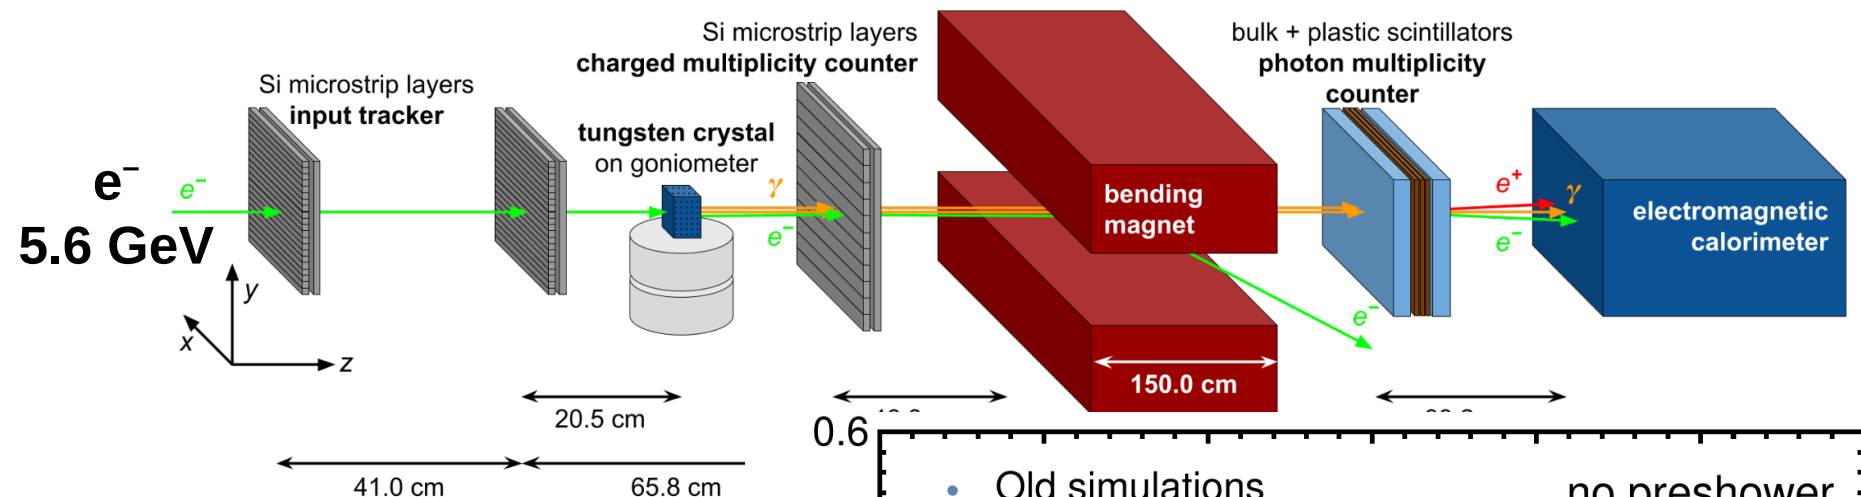 Si microstrip layers
input tracker
Si microstrip layers
charged multiplicity counter
tungsten crystal
on goniometer
bulk + plastic scintillators
photon multiplicity
counter
e⁻
5.6 GeV
e⁻
γ
e⁻
bending
magnet
e⁻
e⁺
γ
e⁻
electromagnetic
calorimeter
y
x
z
150.0 cm
20.5 cm
41.0 cm
65.8 cm
0.6
Old simulations
no preshower